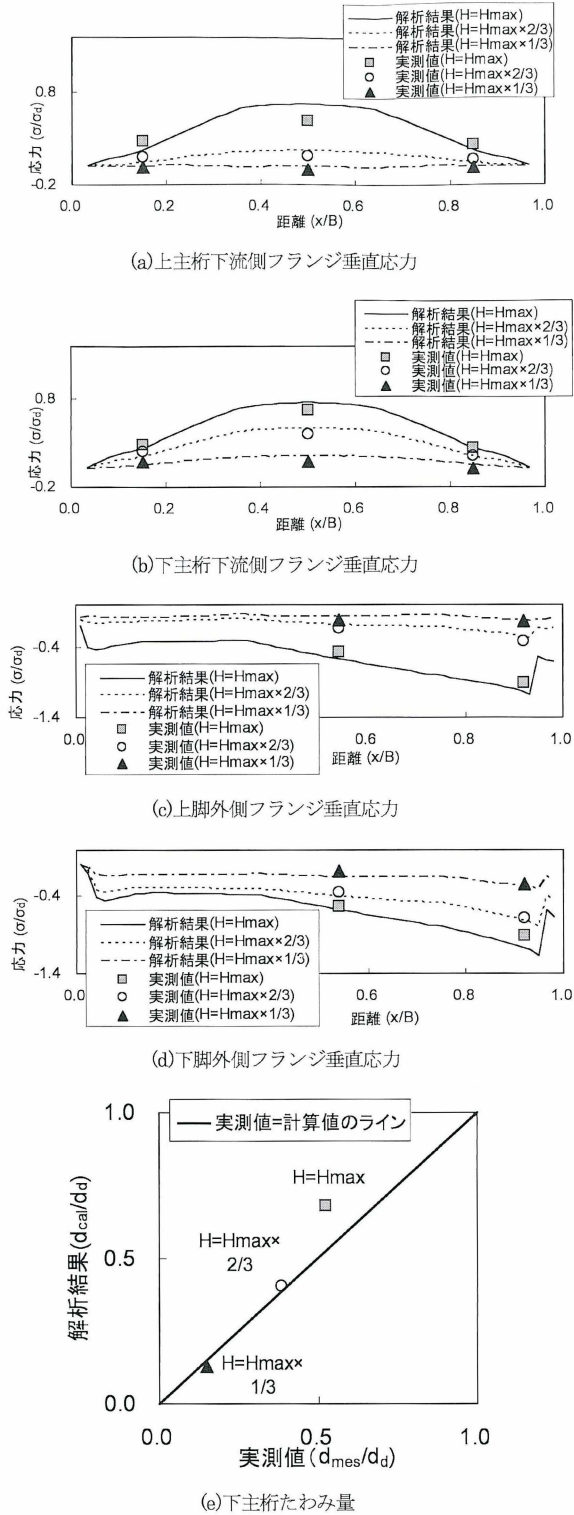 解析結果(H=Hmax)
解析結果(H=Hmax×2/3)
解析結果(H=Hmax×1/3)
実測値(H=Hmax)
実測値(H=Hmax×2/3)
実測値(H=Hmax×1/3)
応力 (σ/σd)
0.8
-0.2
0.0 0.2 0.4 0.6 0.8 1.0
距離 (x/B)
(a)上主桁下流側フランジ垂直応力
解析結果(H=Hmax)
解析結果(H=Hmax×2/3)
解析結果(H=Hmax×1/3)
実測値(H=Hmax)
実測値(H=Hmax×2/3)
実測値(H=Hmax×1/3)
応力 (σ/σd)
0.8
-0.2
0.0 0.2 0.4 0.6 0.8 1.0
距離 (x/B)
(b)下主桁下流側フランジ垂直応力
応力 (σ/σd)
-0.4
-1.4
解析結果(H=Hmax)
解析結果(H=Hmax×2/3)
解析結果(H=Hmax×1/3)
実測値(H=Hmax)
実測値(H=Hmax×2/3)
実測値(H=Hmax×1/3)
0.0 0.6 0.8 1.0
距離 (x/B)
(c)上脚外側フランジ垂直応力
応力 (σ/σd)
-0.4
-1.4
解析結果(H=Hmax)
解析結果(H=Hmax×2/3)
解析結果(H=Hmax×1/3)
実測値(H=Hmax)
実測値(H=Hmax×2/3)
実測値(H=Hmax×1/3)
0.0 0.6 0.8 1.0
距離 (x/B)
(d)下脚外側フランジ垂直応力
解析結果(dcal/dd)
1.0
0.5
0.0
実測値=計算値のライン
H=Hmax
H=Hmax×
2/3
H=Hmax×
1/3
0.0 0.5 1.0
実測値(dmes/dd)
(e)下主桁たわみ量